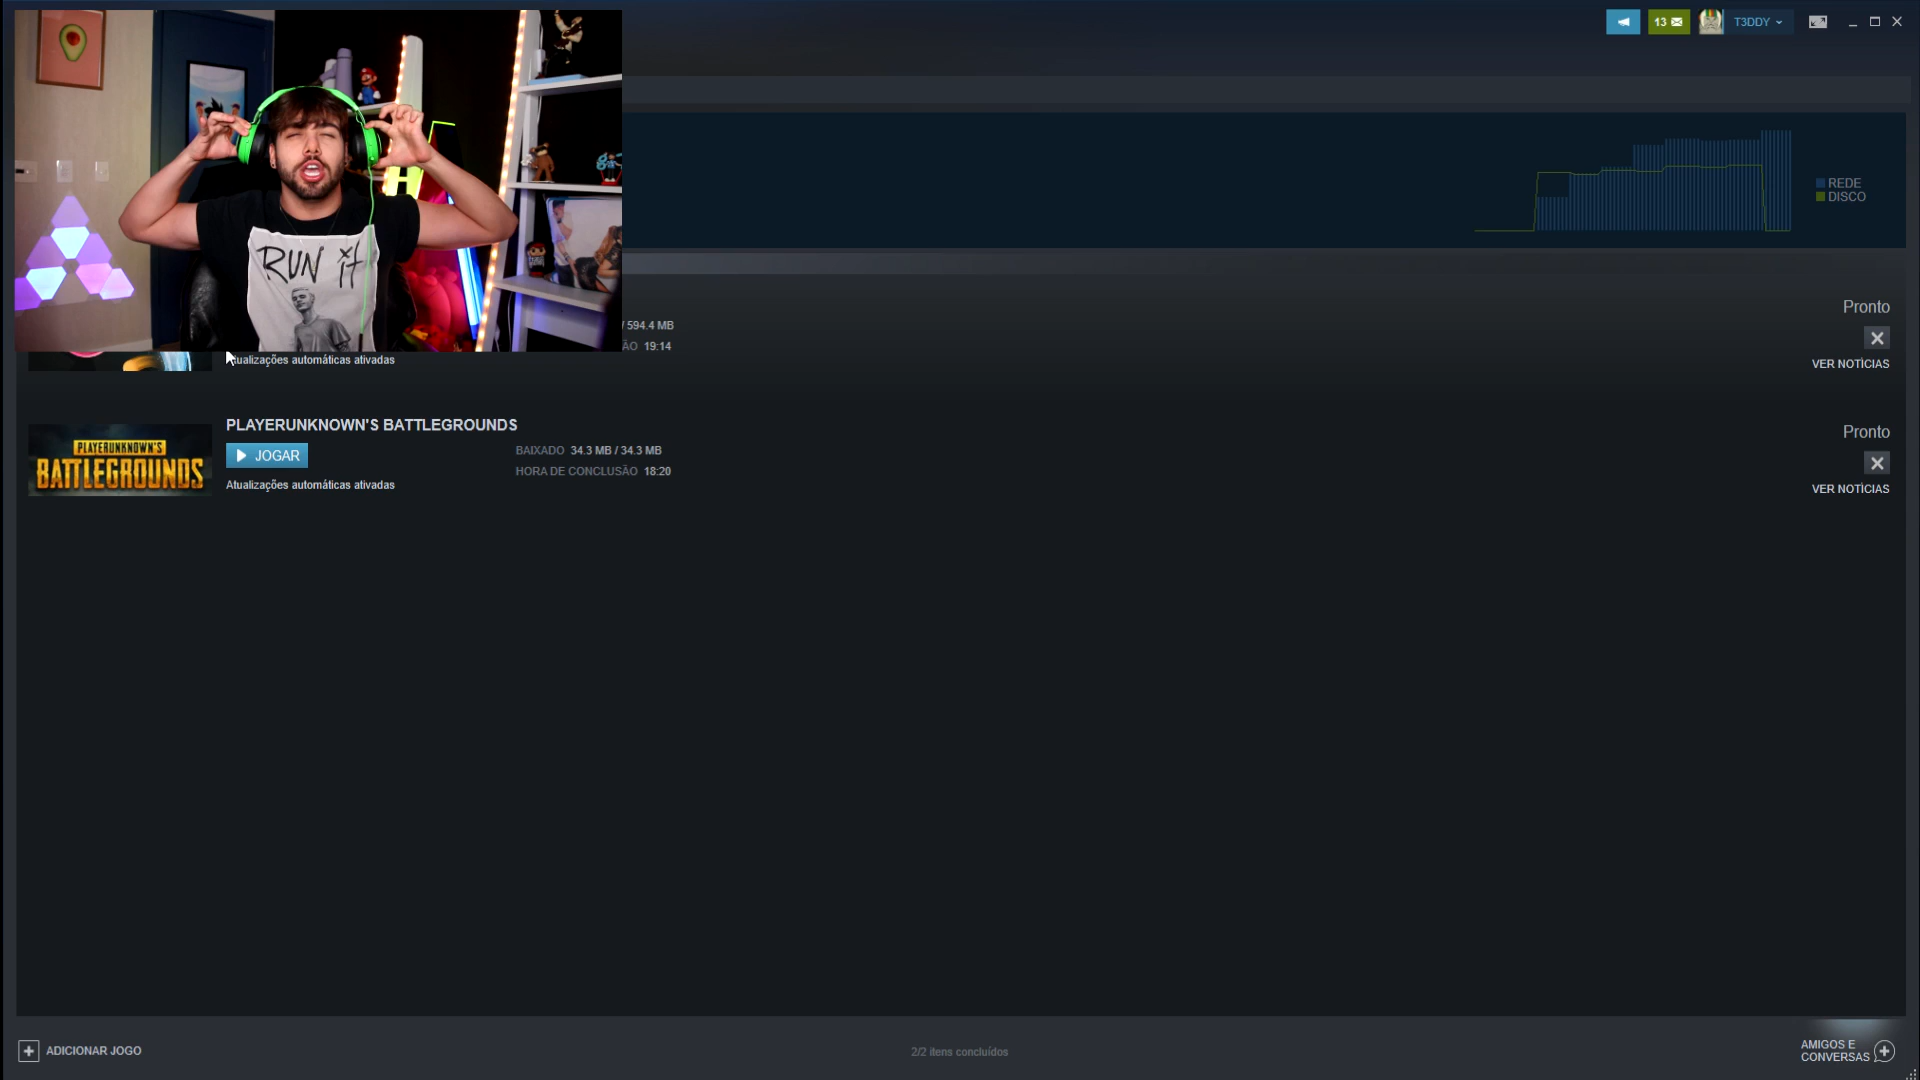 13
T3DDY
RUN it
REDE
DISCO
/ 594.4 MB
ÃO 19:14
Atualizações automáticas ativadas
Pronto
VER NOTÍCIAS
PLAYERUNKNOWN'S
BATTLEGROUNDS
PLAYERUNKNOWN'S BATTLEGROUNDS
JOGAR
Atualizações automáticas ativadas
BAIXADO 34.3 MB / 34.3 MB
HORA DE CONCLUSÃO 18:20
Pronto
VER NOTÍCIAS
ADICIONAR JOGO
2/2 itens concluídos
AMIGOS E
CONVERSAS